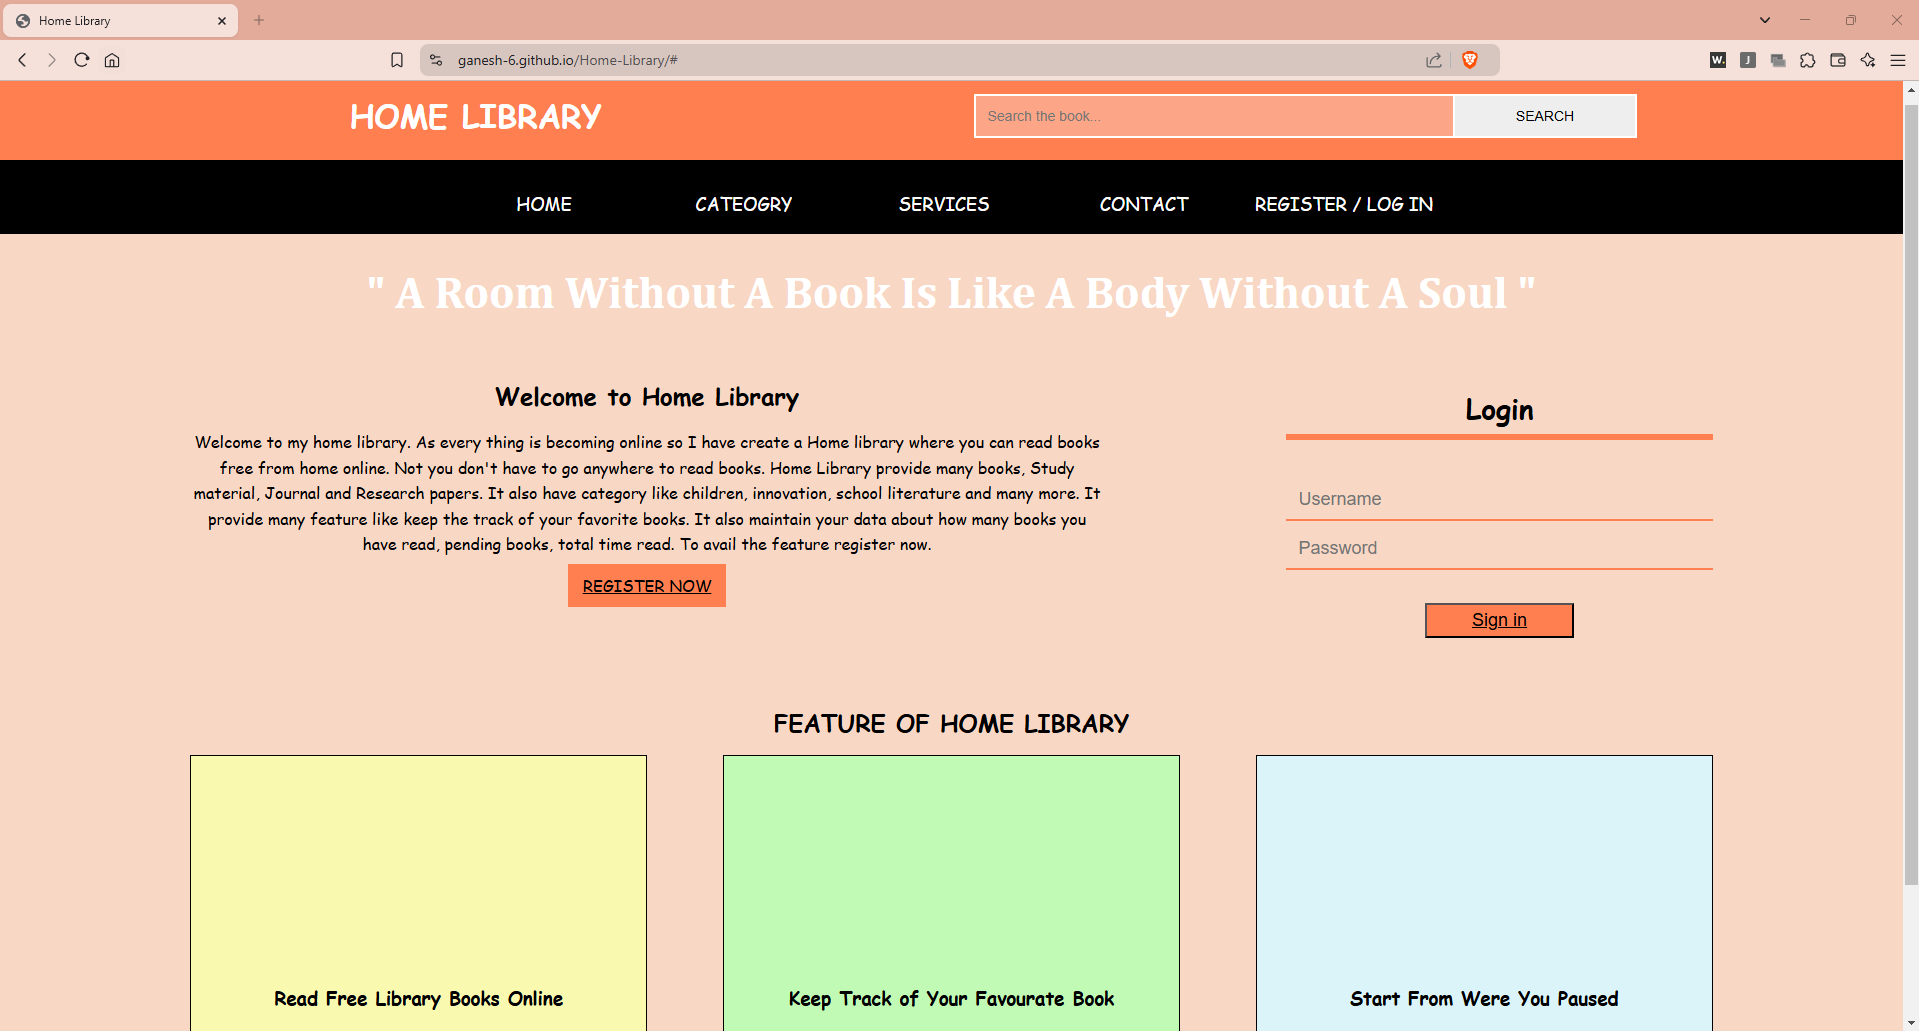 Home Library
ganesh-6.github.io/Home-Library/#
W.
J
HOME LIBRARY
Search the book...
SEARCH
HOME
CATEOGRY
SERVICES
CONTACT
REGISTER / LOG IN
" A Room Without A Book Is Like A Body Without A Soul "
Welcome to Home Library
Welcome to my home library. As every thing is becoming online so I have create a Home library where you can read books
free from home online. Not you don't have to go anywhere to read books. Home Library provide many books, Study
material, Journal and Research papers. It also have category like children, innovation, school literature and many more. It
provide many feature like keep the track of your favorite books. It also maintain your data about how many books you
have read, pending books, total time read. To avail the feature register now.
REGISTER NOW
Login
Username
Password
Sign in
FEATURE OF HOME LIBRARY
Read Free Library Books Online
Keep Track of Your Favourate Book
Start From Were You Paused